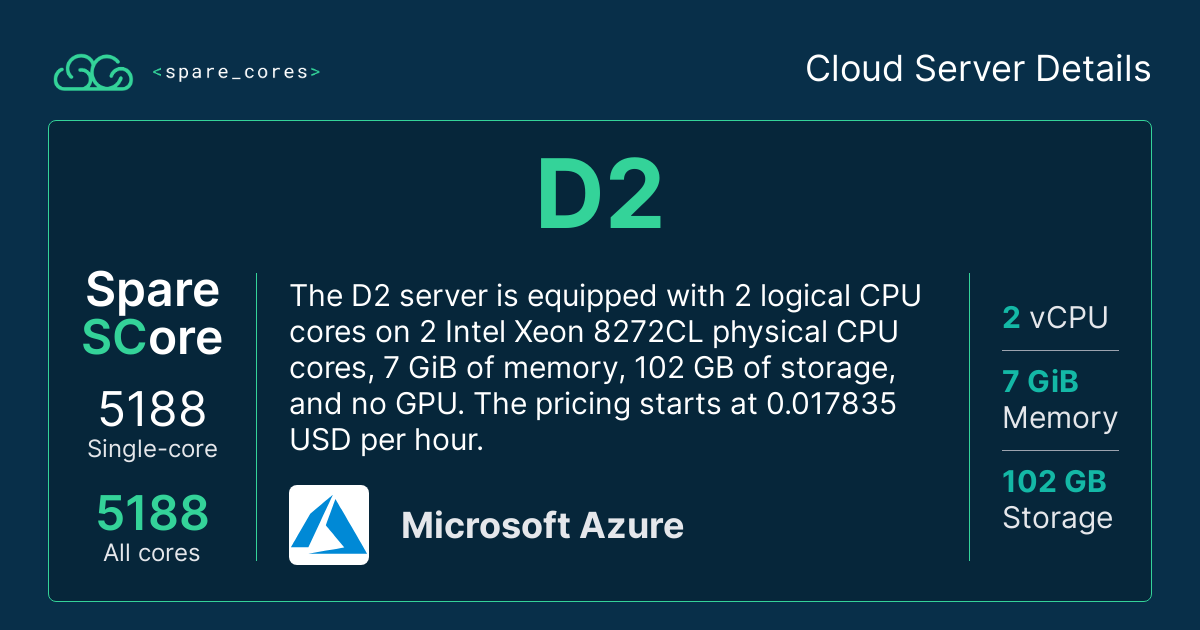 <spare_cores>
Cloud Server Details
D2
Spare
SCore
5188
Single-core
5188
All cores
The D2 server is equipped with 2 logical CPU
cores on 2 Intel Xeon 8272CL physical CPU
cores, 7 GiB of memory, 102 GB of storage,
and no GPU. The pricing starts at 0.017835
USD per hour.
Microsoft Azure
2 vCPU
7 GiB
Memory
102 GB
Storage